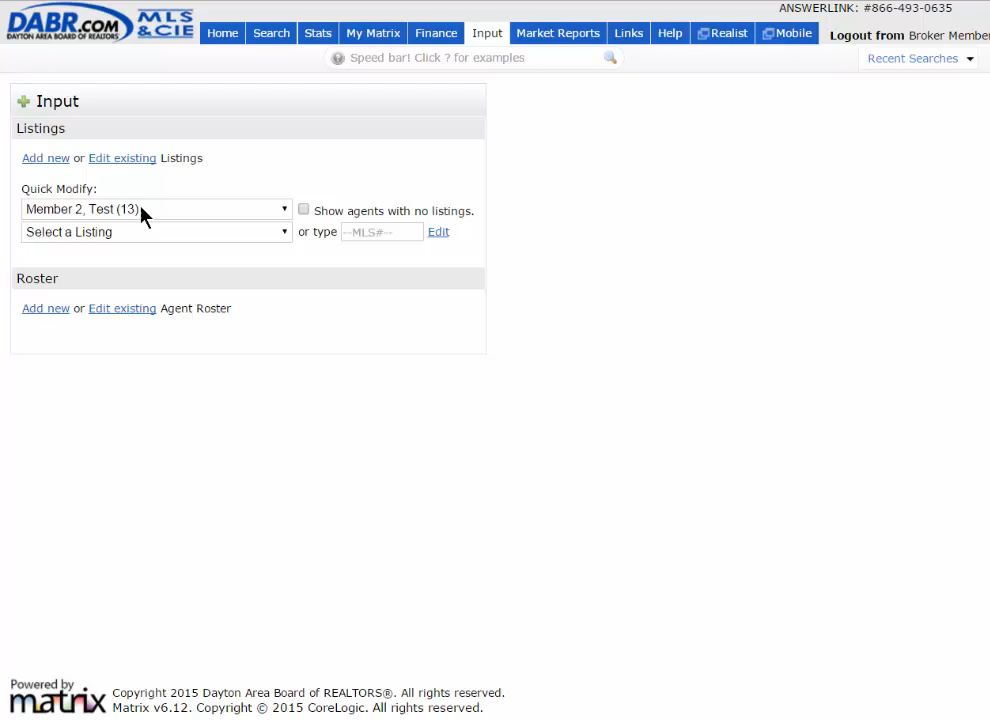 ANSWERLINK: #866-493-0635
DABR.COM
DAYTON AREA BOARD OF REALTORS®
MLS
& CIE
Home Search Stats My Matrix Finance Input Market Reports Links Help Realist Mobile Logout from Broker Member
Speed bar! Click ? for examples
Recent Searches
Input
Listings
Add new or Edit existing Listings
Quick Modify:
Member 2, Test (13) Show agents with no listings.
Select a Listing or type --MLS#-- Edit
Roster
Add new or Edit existing Agent Roster
Powered by
matrix
Copyright 2015 Dayton Area Board of REALTORS®. All rights reserved.
Matrix v6.12. Copyright © 2015 CoreLogic. All rights reserved.